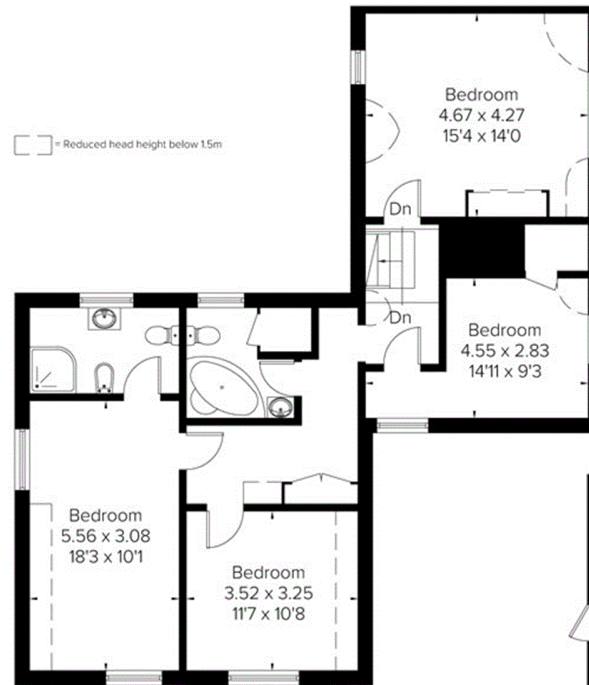 Bedroom
4.67 x 4.27
15'4 x 14'0
= Reduced head height below 1.5m
Dn
Dn
Bedroom
4.55 x 2.83
14'11 x 9'3
Bedroom
5.56 x 3.08
18'3 x 10'1
Bedroom
3.52 x 3.25
11'7 x 10'8